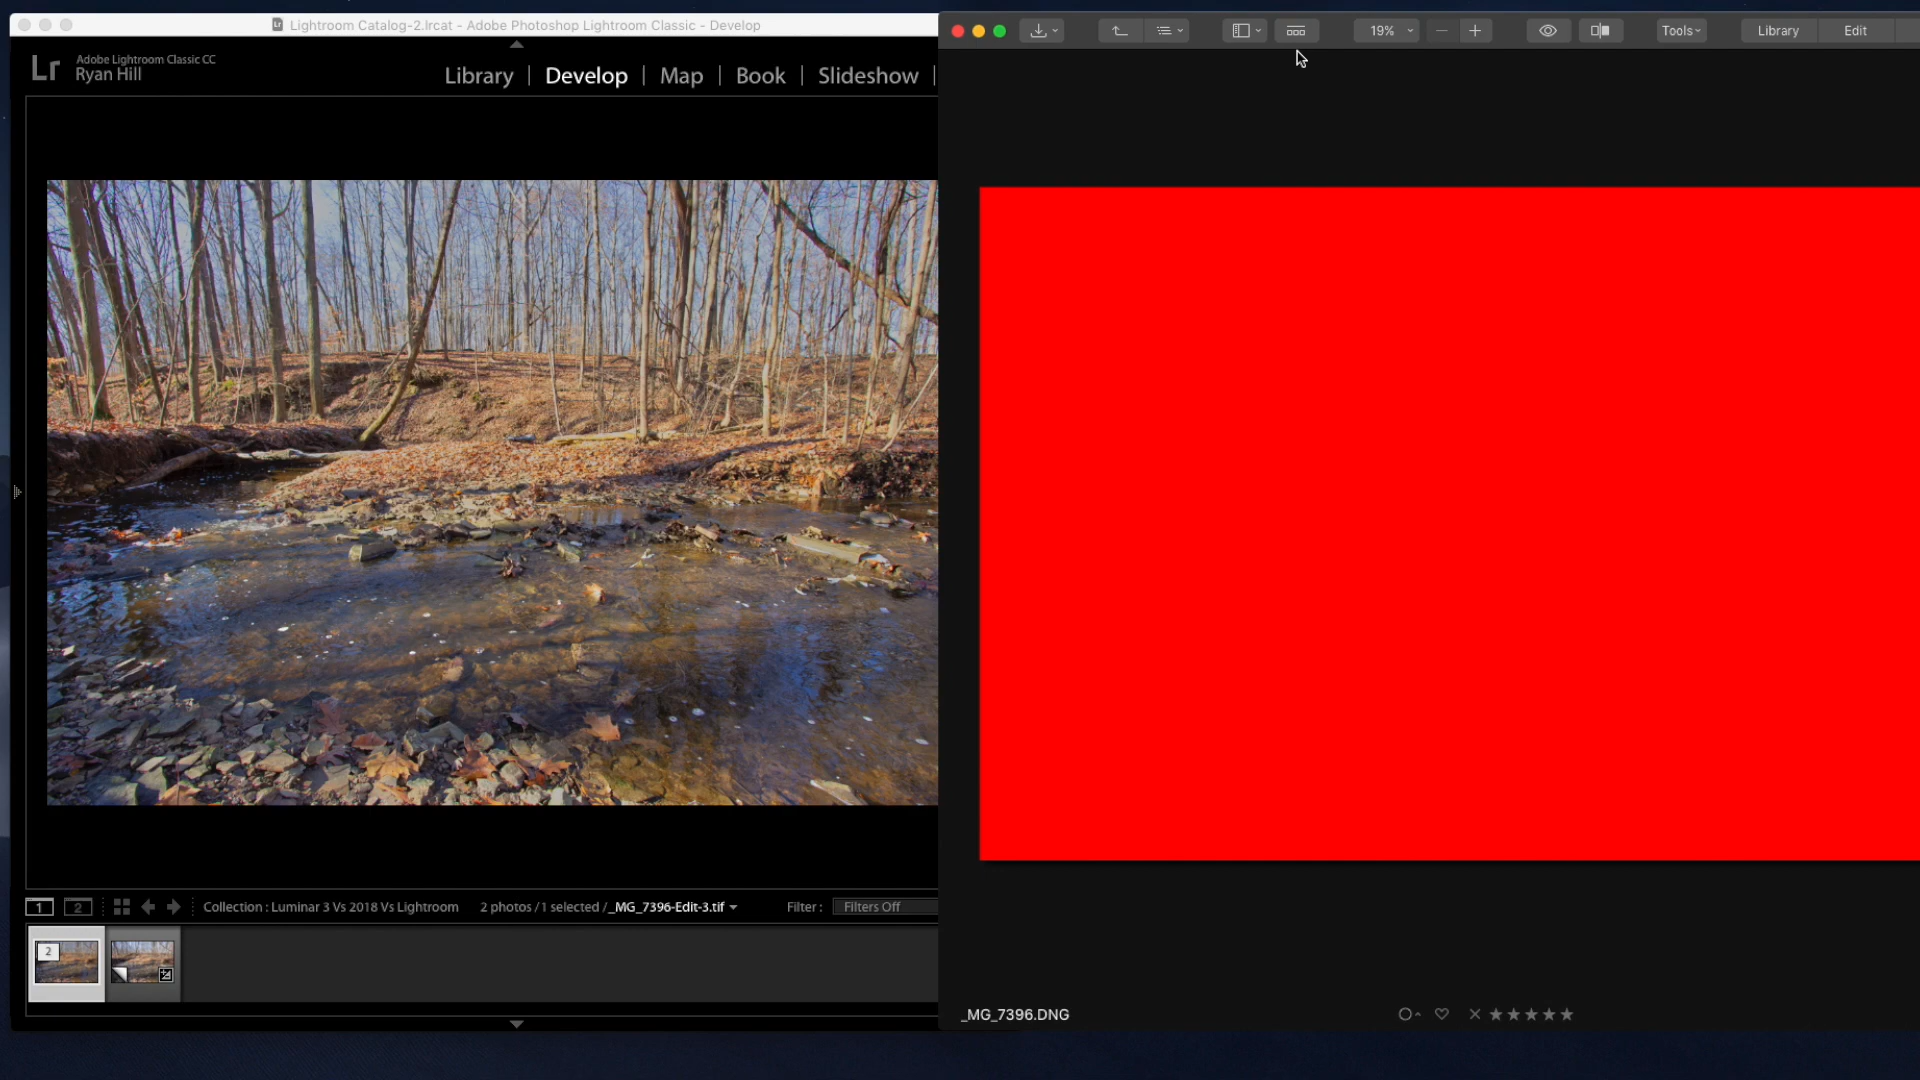 Lightroom Catalog-2.lrcat - Adobe Photoshop Lightroom Classic - Develop
Lr
Adobe Lightroom Classic CC
Ryan Hill
Library | Develop | Map | Book | Slideshow |
1 2
Collection : Luminar 3 Vs 2018 Vs Lightroom 2 photos / 1 selected / _MG_7396-Edit-3.tif Filter : Filters Off
2
19% Tools Library Edit
_MG_7396.DNG